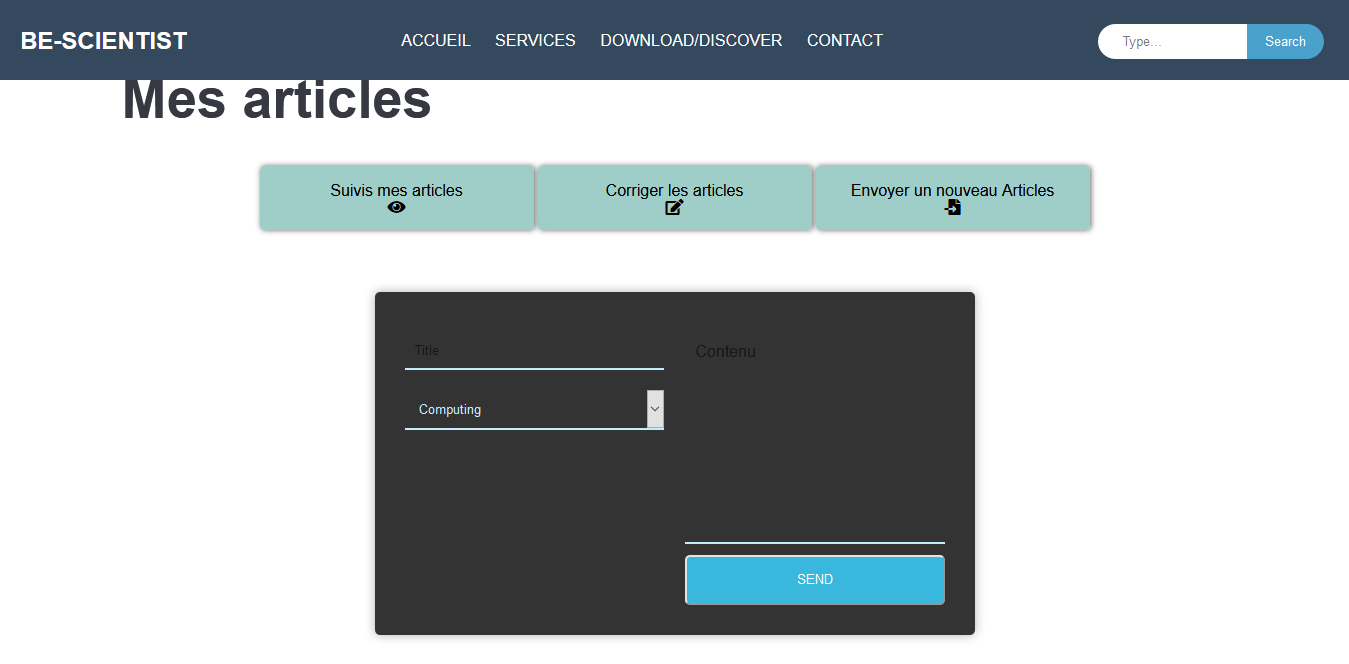 BE-SCIENTIST
ACCUEIL SERVICES DOWNLOAD/DISCOVER CONTACT
Type...
Search
Mes articles
Suivis mes articles
Corriger les articles
Envoyer un nouveau Articles
Title
Contenu
Computing
SEND